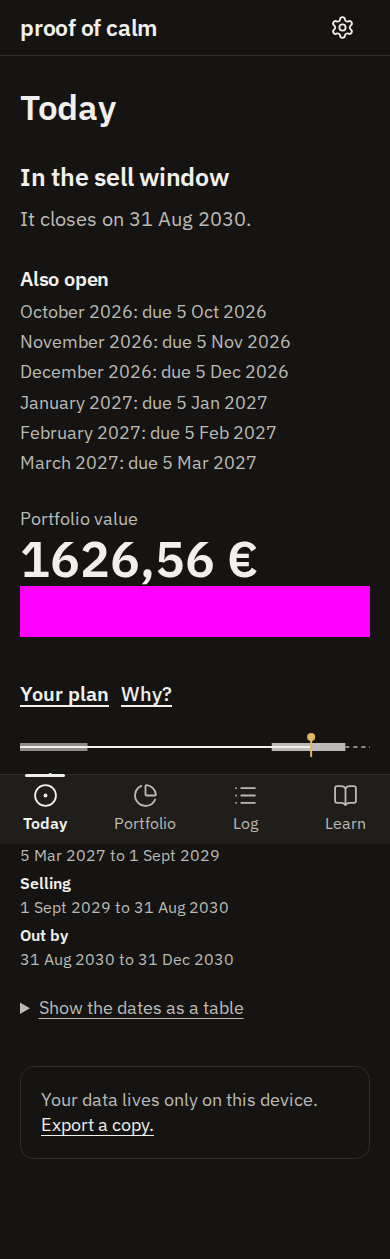 proof of calm
Today
In the sell window
It closes on 31 Aug 2030.
Also open
October 2026: due 5 Oct 2026
November 2026: due 5 Nov 2026
December 2026: due 5 Dec 2026
January 2027: due 5 Jan 2027
February 2027: due 5 Feb 2027
March 2027: due 5 Mar 2027
Portfolio value
1626,56 €
Your plan Why?
Today Portfolio Log Learn
5 Mar 2027 to 1 Sept 2029
Selling
1 Sept 2029 to 31 Aug 2030
Out by
31 Aug 2030 to 31 Dec 2030
Show the dates as a table
Your data lives only on this device.
Export a copy.